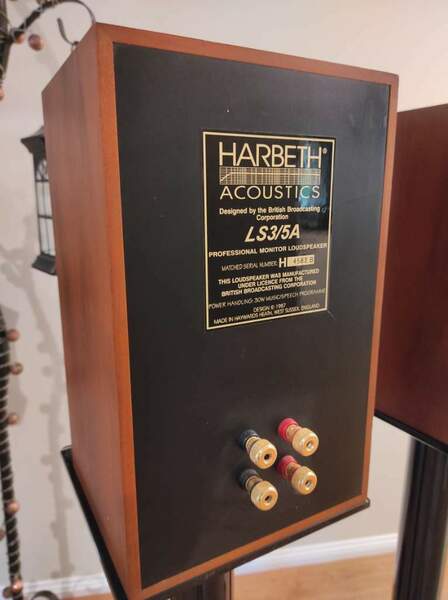 HARBETH®
ACOUSTICS
Designed by the British Broadcasting
Corporation
LS3/5A
PROFESSIONAL MONITOR LOUDSPEAKER
MATCHED SERIAL NUMBER: H
THIS LOUDSPEAKER WAS MANUFACTURED
UNDER LICENCE FROM THE
BRITISH BROADCASTING CORPORATION
POWER HANDLING: 30W MUSIC/SPEECH PROGRAMME
DESIGN © 1987
MADE IN HAYWARDS HEATH, WEST SUSSEX, ENGLAND